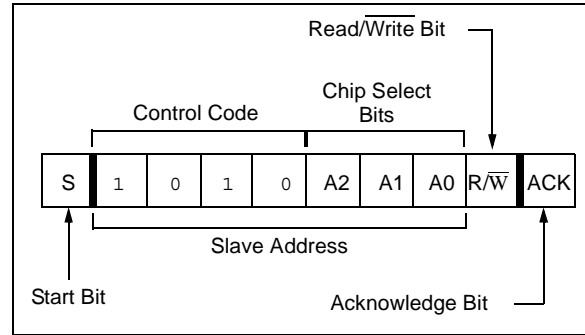 Read/Write Bit
Control Code
Chip Select
Bits
S 1 0 1 0 A2 A1 A0 R/W ACK
Slave Address
Start Bit
Acknowledge Bit